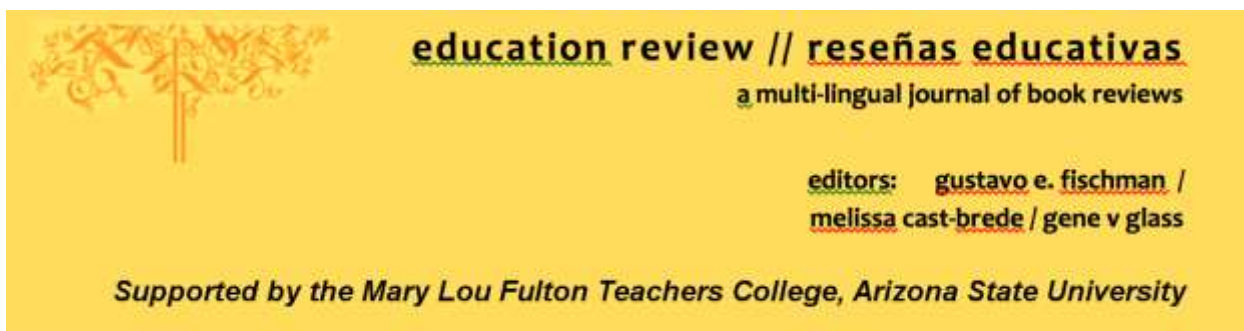 education review // reseñas educativas
a multi-lingual journal of book reviews
editors: gustavo e. fischman /
melissa cast-brede / gene v glass
Supported by the Mary Lou Fulton Teachers College, Arizona State University